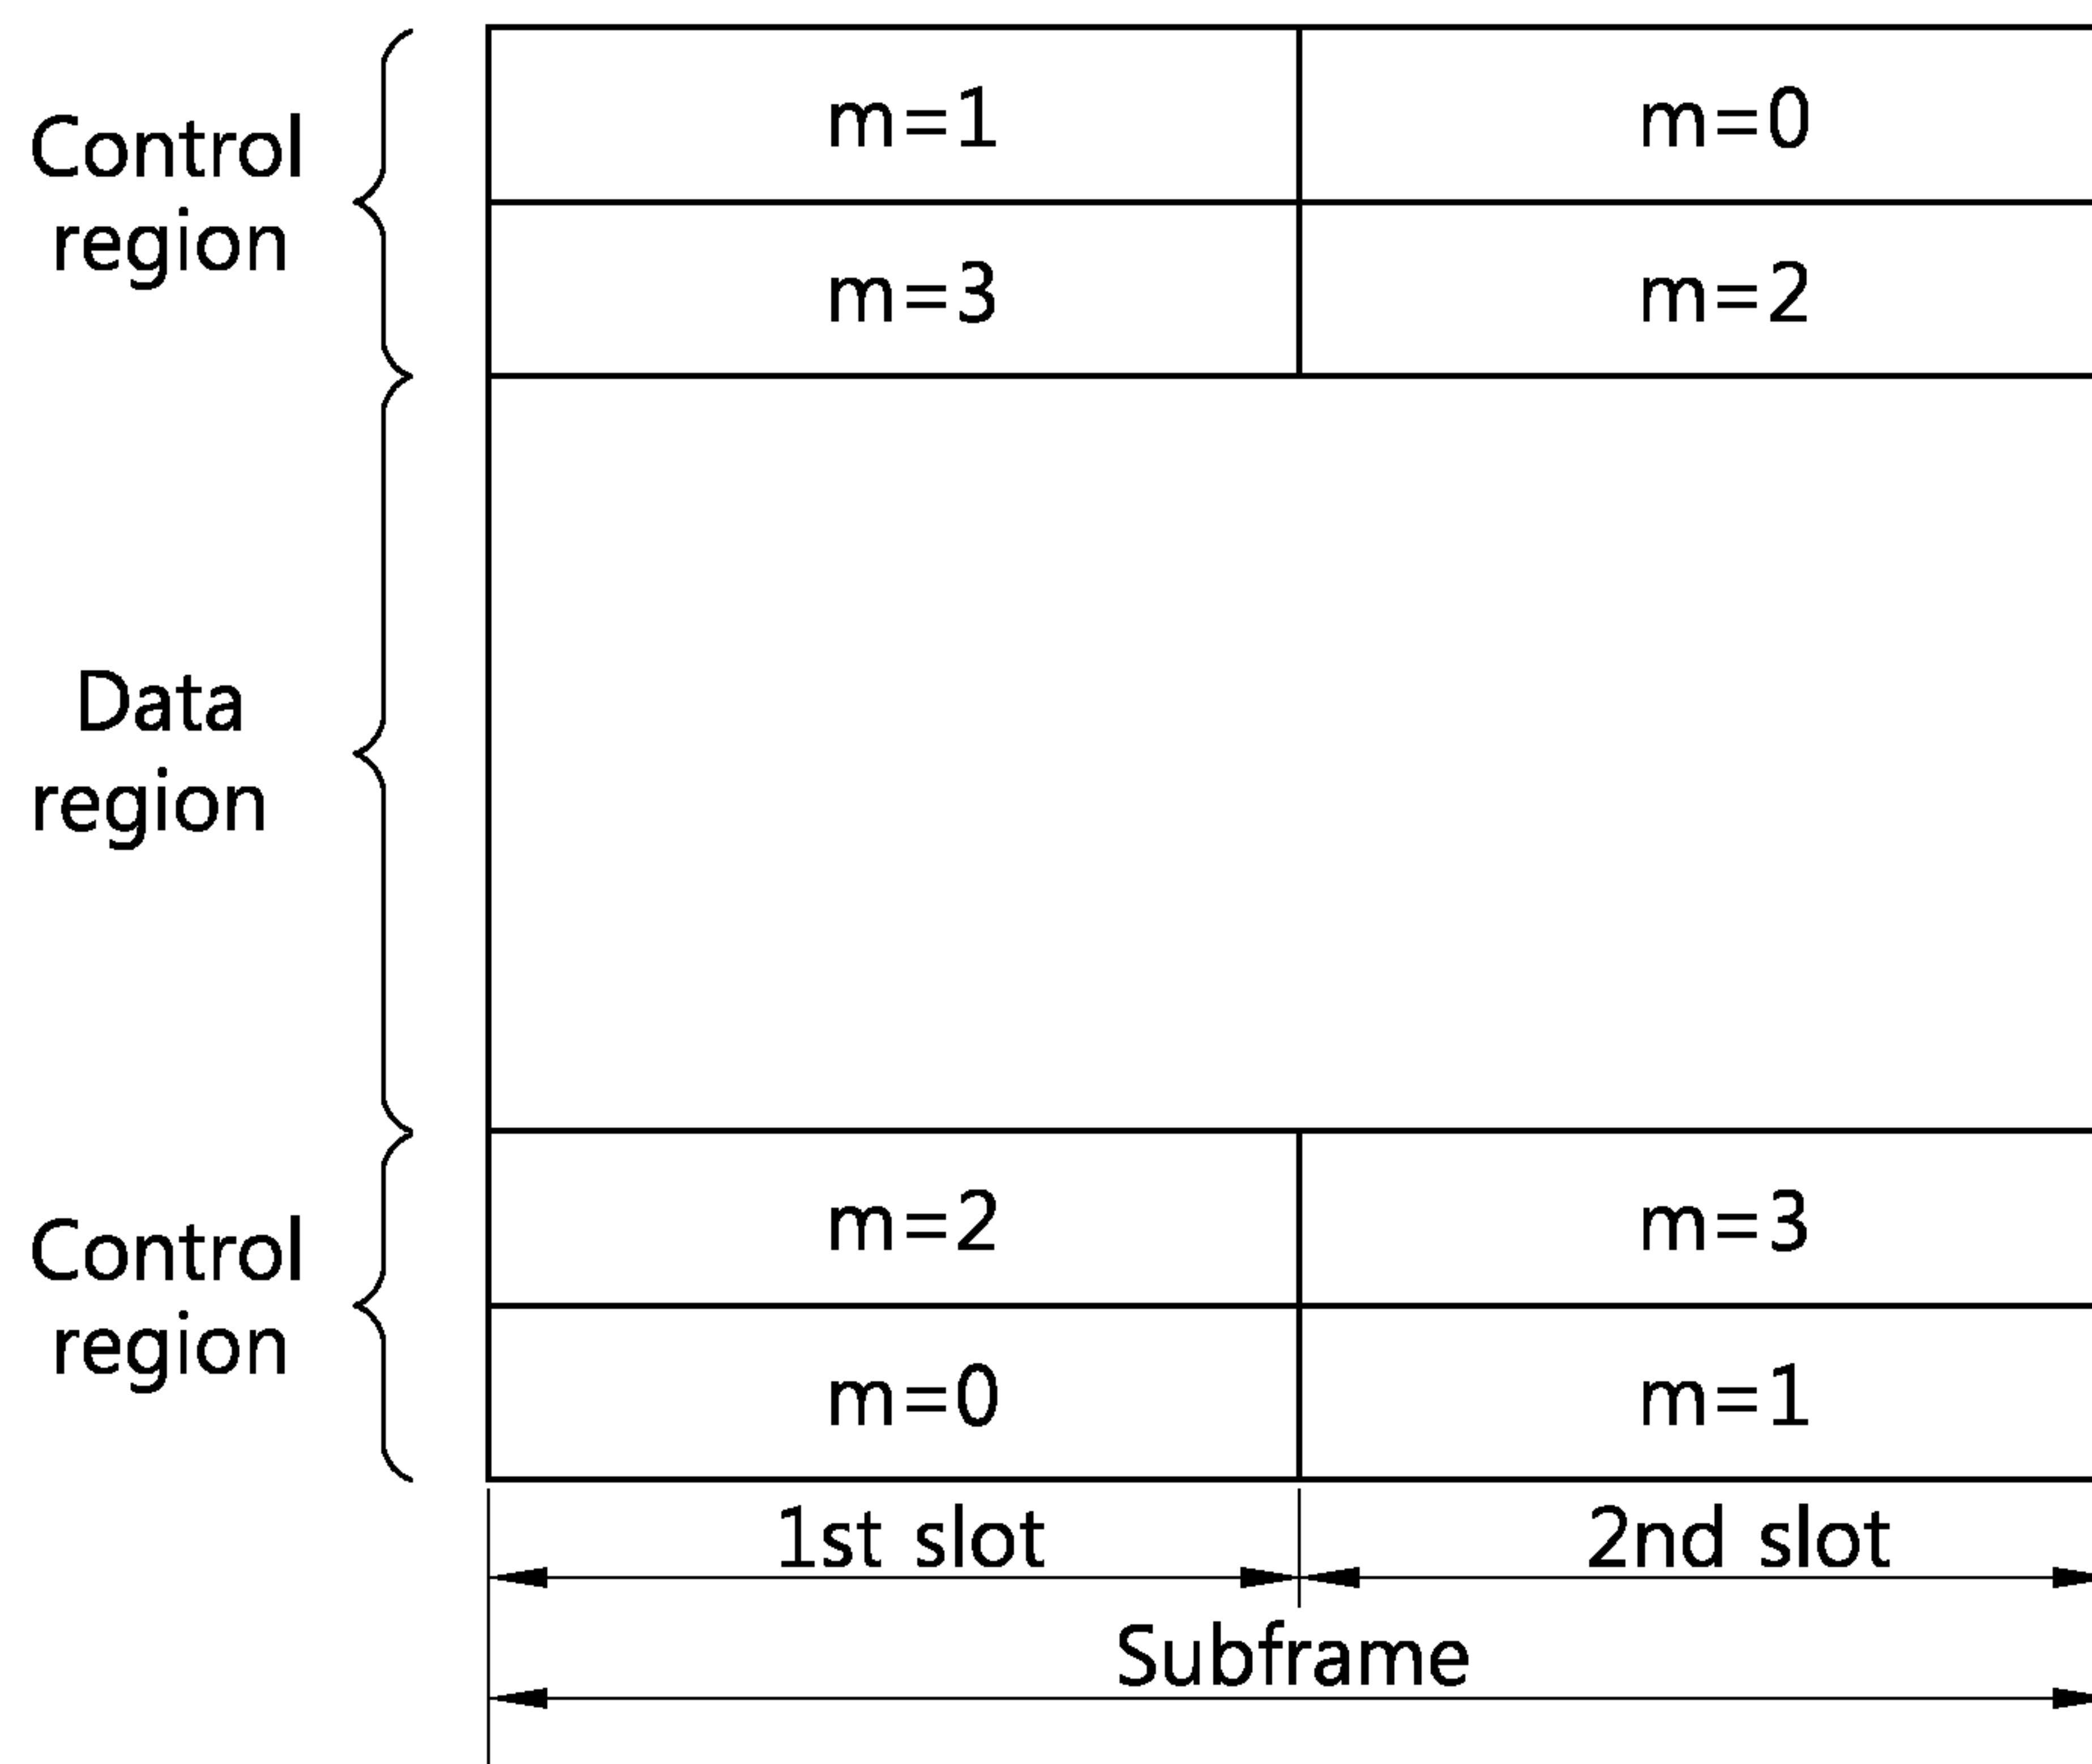 Control
region
m=1
m=0
m=3
m=2
Data
region
Control
region
m=2
m=3
m=0
m=1
1st slot
2nd slot
Subframe